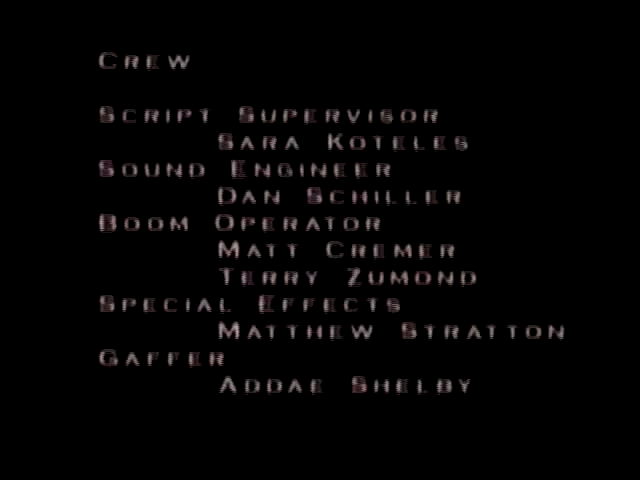 Crew
Script Supervisor
Sara Koteles
Sound Engineer
Dan Schiller
Boom Operator
Matt Cremer
Terry Zumond
Special Effects
Matthew Stratton
Gaffer
Addae Shelby